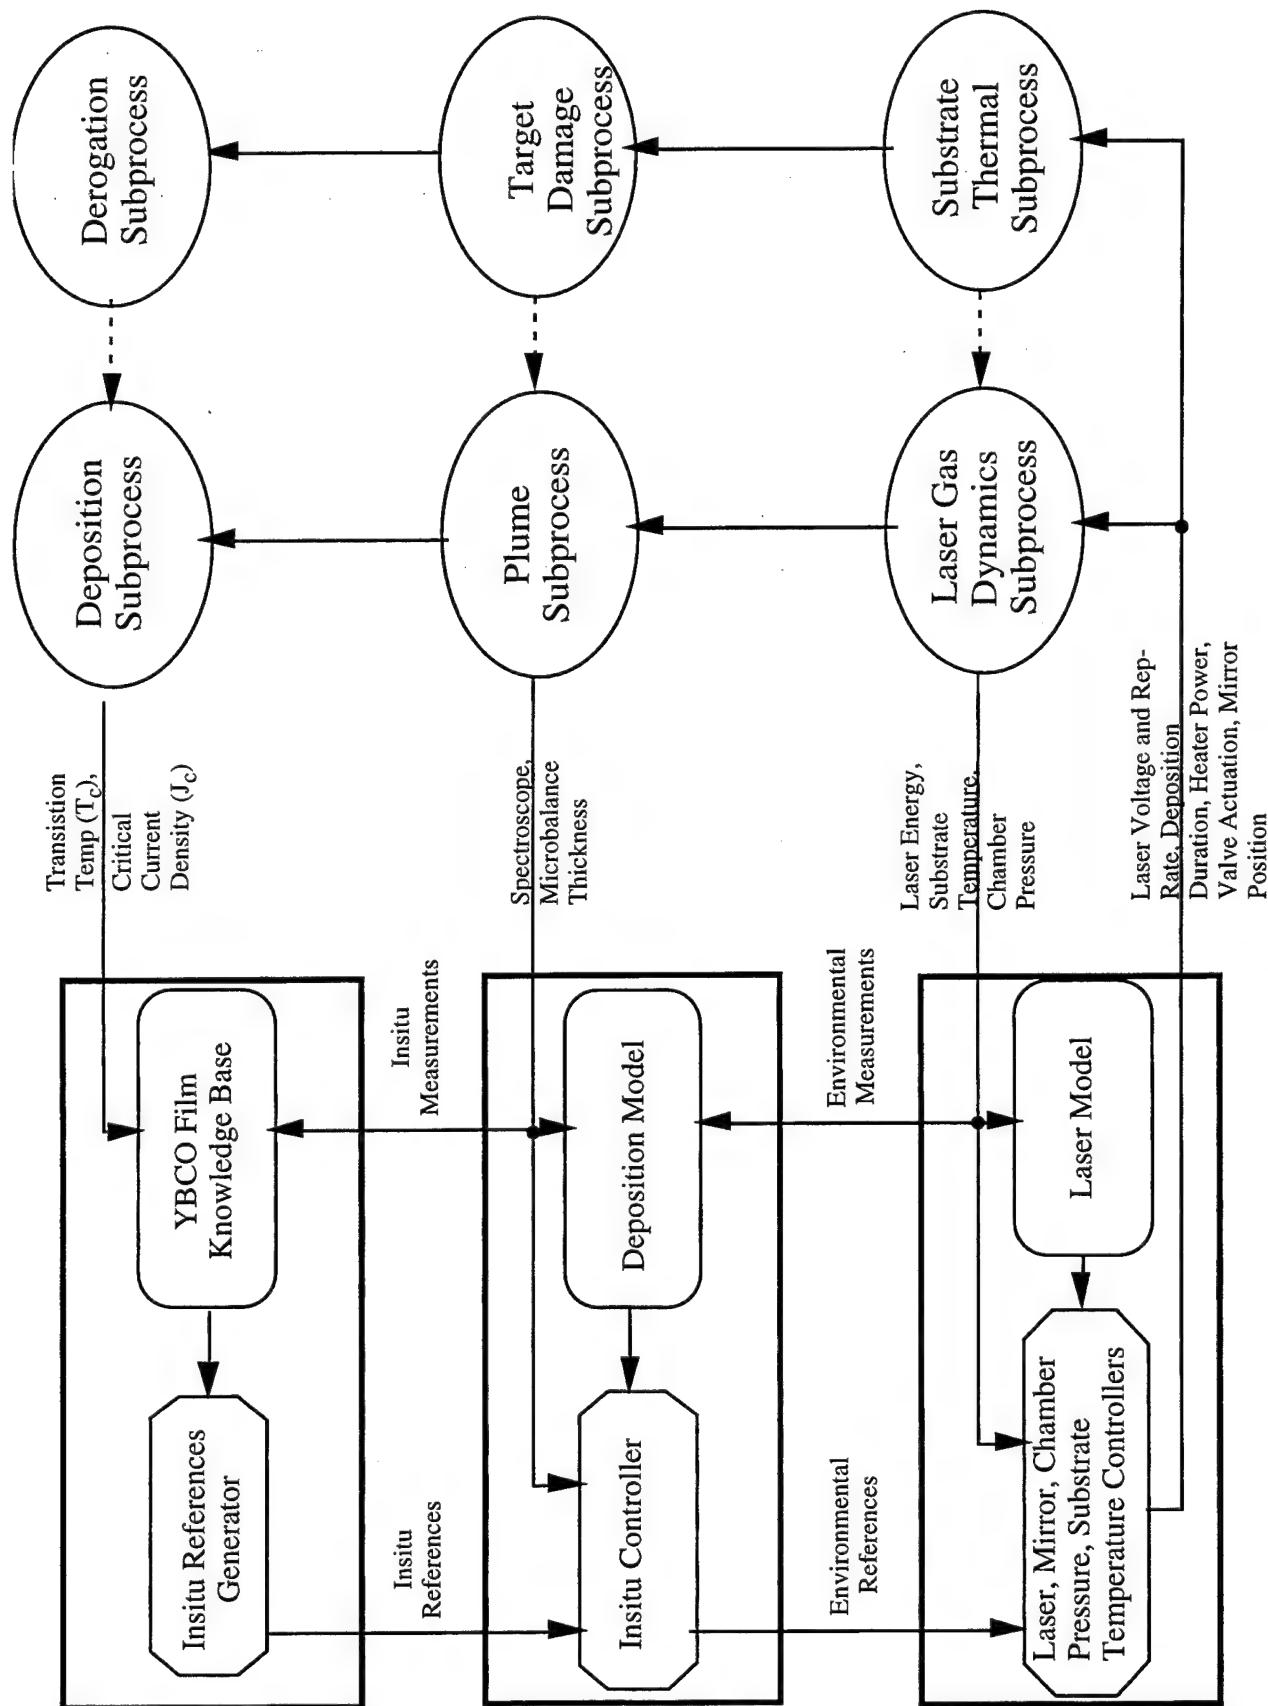 Insitu References
Generator
YBCO Film
Knowledge Base
Transistion
Temp (Tc),
Critical
Current
Density (Jc)
Deposition
Subprocess
Derogation
Subprocess
Insitu
References
Insitu
Measurements
Insitu Controller
Deposition Model
Spectroscope,
Microbalance
Thickness
Plume
Subprocess
Target
Damage
Subprocess
Environmental
References
Environmental
Measurements
Laser, Mirror, Chamber
Pressure, Substrate
Temperature Controllers
Laser Model
Laser Energy,
Substrate
Temperature,
Chamber
Pressure
Laser Gas
Dynamics
Subprocess
Substrate
Thermal
Subprocess
Laser Voltage and Rep-
Rate, Deposition
Duration, Heater Power,
Valve Actuation, Mirror
Position